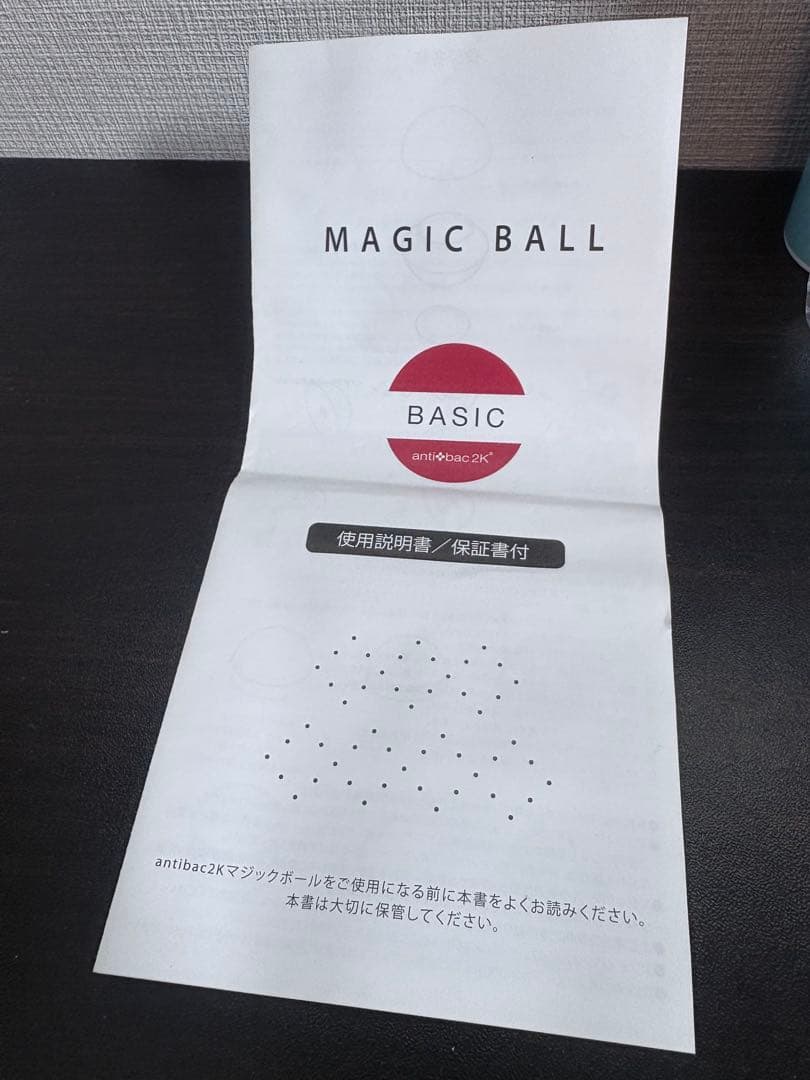 MAGIC BALL
BASIC
anti bac 2K®
使用説明書/保証書付
antibac2Kマジックボールをご使用になる前に本書をよくお読みください。
本書は大切に保管してください。